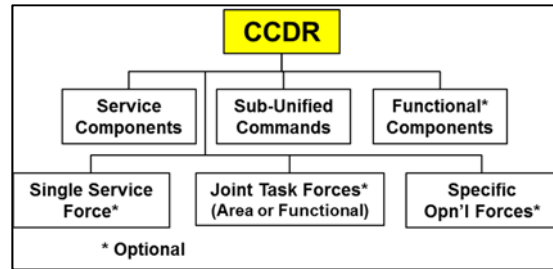 CCDR
Service
Components
Sub-Unified
Commands
Functional*
Components
Single Service
Force*
Joint Task Forces*
(Area or Functional)
Specific
Opn'l Forces*
* Optional